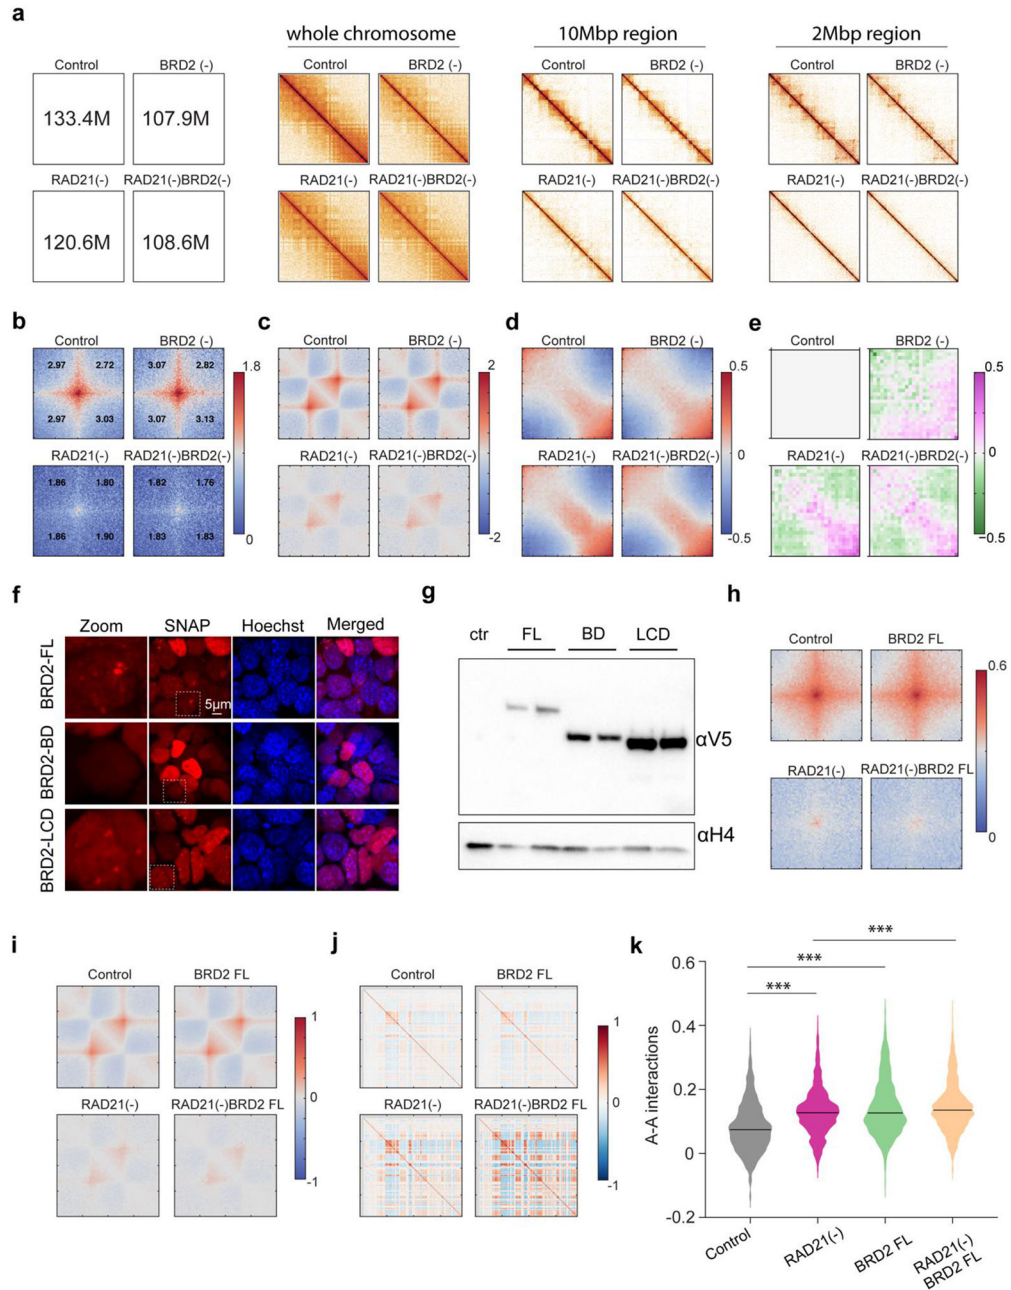 a
whole chromosome 10Mbp region 2Mbp region
Control BRD2 (-) Control BRD2 (-) Control BRD2 (-) Control BRD2 (-)
133.4M 107.9M
RAD21(-) RAD21(-)BRD2(-) RAD21(-) RAD21(-)BRD2(-) RAD21(-) RAD21(-)BRD2(-) RAD21(-) RAD21(-)BRD2(-)
120.6M 108.6M
b
Control BRD2 (-)
2.97 2.72 3.07 2.82
2.97 3.03 3.07 3.13
RAD21(-) RAD21(-)BRD2(-)
1.86 1.80 1.82 1.76
1.86 1.90 1.83 1.83
1.8
0
c
Control BRD2 (-)
RAD21(-) RAD21(-)BRD2(-)
2
0
-2
d
Control BRD2 (-)
RAD21(-) RAD21(-)BRD2(-)
0.5
0
-0.5
e
Control BRD2 (-)
RAD21(-) RAD21(-)BRD2(-)
0.5
0
−0.5
f
Zoom SNAP Hoechst Merged
BRD2-FL
5μm
BRD2-BD
BRD2-LCD
g
ctr FL BD LCD
αV5
αH4
h
Control BRD2 FL
RAD21(-) RAD21(-)BRD2 FL
0.6
0
i
Control BRD2 FL
RAD21(-) RAD21(-)BRD2 FL
1
0
-1
j
Control BRD2 FL
RAD21(-) RAD21(-)BRD2 FL
1
0
-1
k
***
***
***
A-A interactions
0.6
0.4
0.2
0
-0.2
Control
RAD21(-)
BRD2 FL
RAD21(-)
BRD2 FL